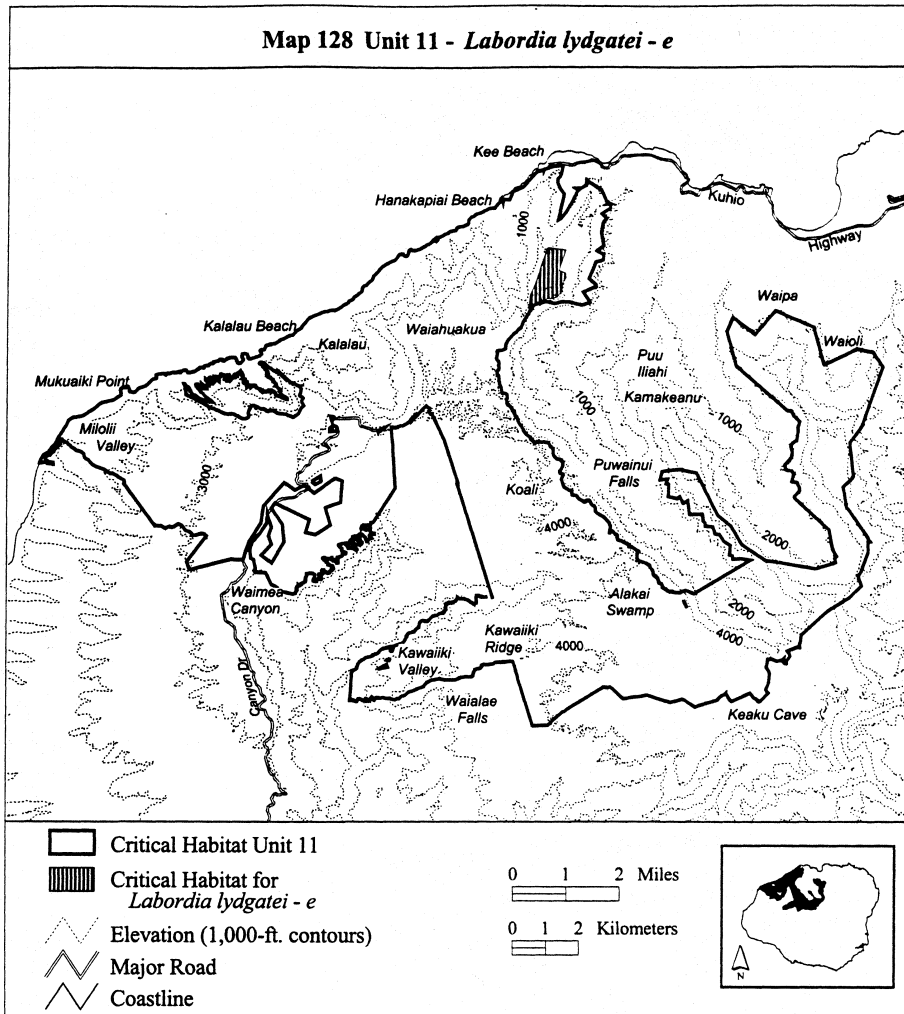 Map 128 Unit 11 - Labordia lydgatei - e
Kee Beach
Hanakapiai Beach
Kuhio
Highway
1000
Waipa
Kalalau Beach
Kalalau
Waiahuakua
Waioli
Puu
Iliahi
Mukuaiki Point
Kamakeanu
1000
1000
Milolii
Valley
Puwainui
Falls
3000
Koali
4000
2000
Waimea
Canyon
Alakai
Swamp
2000
4000
Kawaiiki
Ridge
Kawaiiki
Valley
4000
Canyon Dr
Waialae
Falls
Keaku Cave
Critical Habitat Unit 11
Critical Habitat for
Labordia lydgatei - e
Elevation (1,000-ft. contours)
Major Road
Coastline
0 1 2 Miles
0 1 2 Kilometers
N